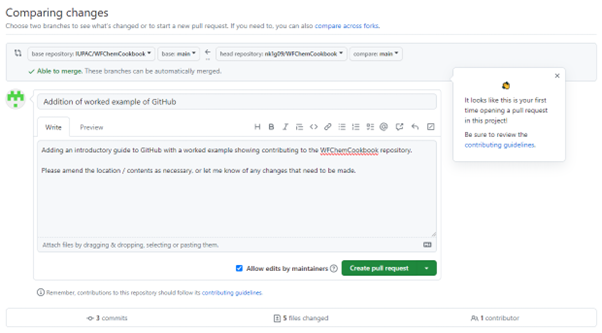 Comparing changes
Choose two branches to see what's changed or to start a new pull request. If you need to, you can also compare across forks.
base repository: IUPAC/WFChemCookbook base: main head repository: nk1g09/WFChemCookbook compare: main
Able to merge. These branches can be automatically merged.
Addition of worked example of GitHub
Write Preview
Adding an introductory guide to GitHub with a worked example showing contributing to the WFChemCookbook repository.
Please amend the location / contents as necessary, or let me know of any changes that need to be made.
Attach files by dragging & dropping, selecting or pasting them.
Allow edits by maintainers
Create pull request
Remember, contributions to this repository should follow its contributing guidelines.
It looks like this is your first
time opening a pull request
in this project!
Be sure to review the
contributing guidelines.
3 commits 5 files changed 1 contributor